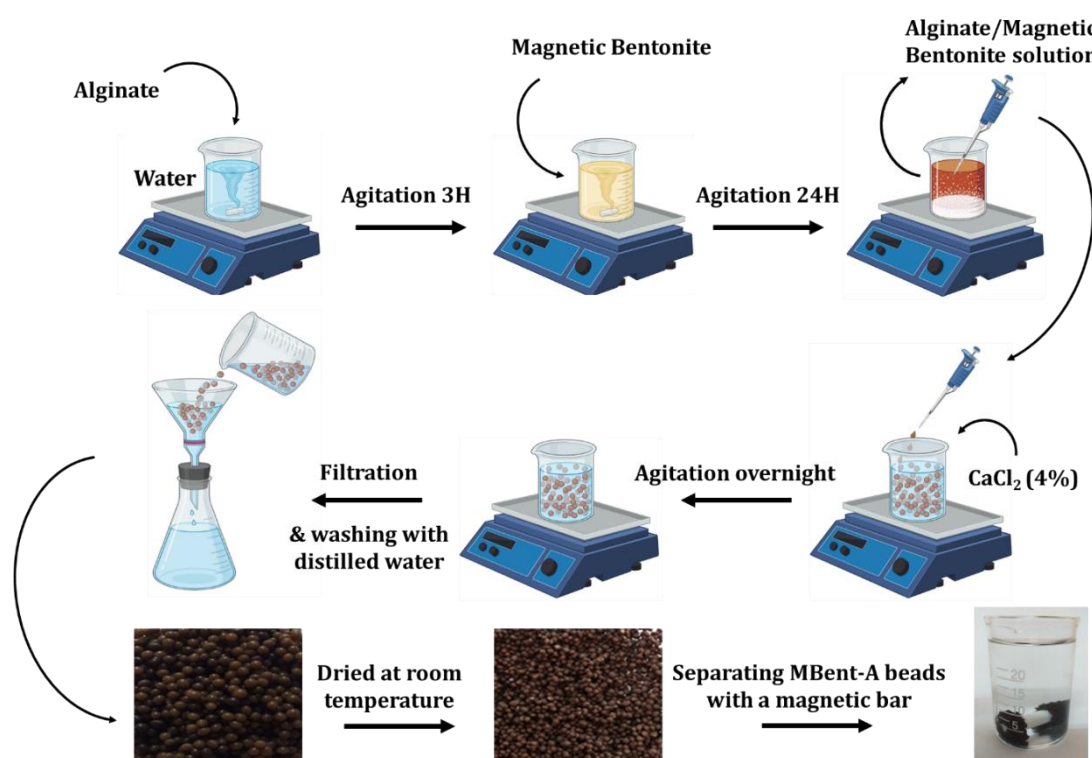 Alginate
Water
Agitation 3H
Magnetic Bentonite
Agitation 24H
Alginate/Magnetic
Bentonite solution
CaCl₂ (4%)
Agitation overnight
Filtration
& washing with
distilled water
Dried at room
temperature
Separating MBent-A beads
with a magnetic bar
20
15
10
5